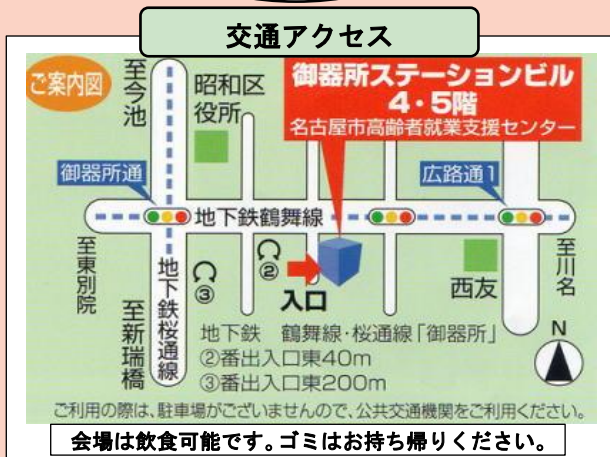 交通アクセス
ご案内図
至今池
昭和区
役所
御器所ステーションビル
4・5階
名古屋市高齢者就業支援センター
御器所通
広路通1
地下鉄鶴舞線
至東別院
至新瑞橋
地下鉄桜通線
③
②
入口
西友
至川名
N
地下鉄 鶴舞線・桜通線「御器所」
②番出入口東40m
③番出入口東200m
ご利用の際は、駐車場がございませんので、公共交通機関をご利用ください。
会場は飲食可能です。ゴミはお持ち帰りください。